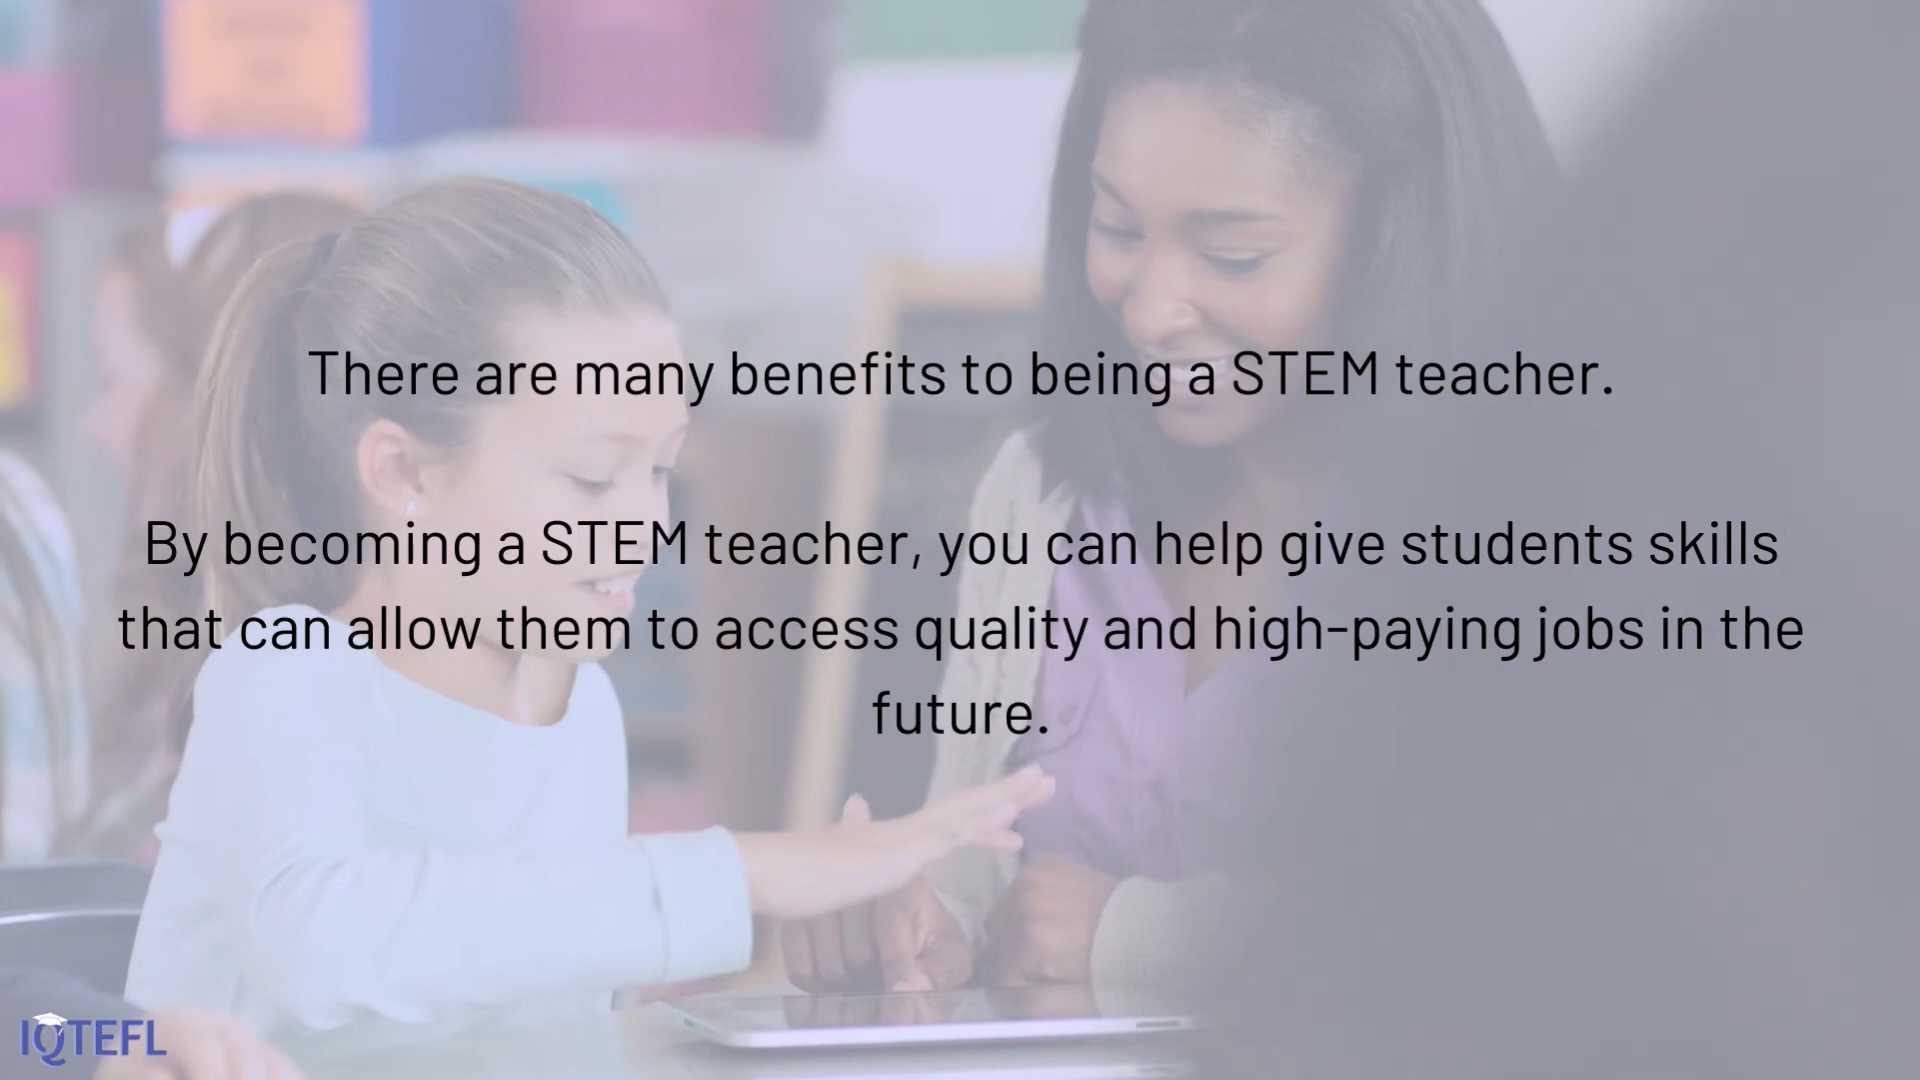 There are many benefits to being a STEM teacher.
By becoming a STEM teacher, you can help give students skills
that can allow them to access quality and high-paying jobs in the
future.
IQTEFL